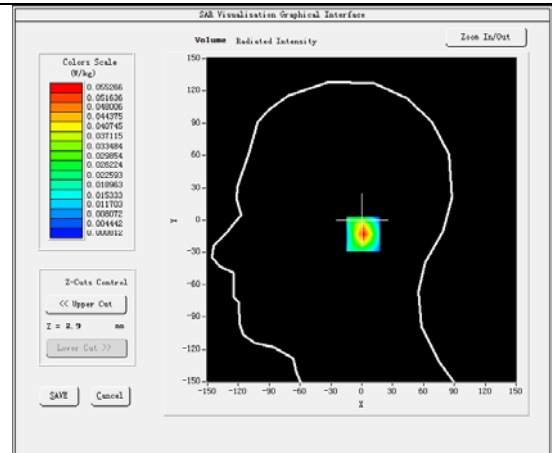 SAR Visualisation Graphical Interface
Volume Radiated Intensity
Zoom In/Out
Colors Scale
(W/kg)
0.055266
0.051636
0.048006
0.044375
0.040745
0.037115
0.033484
0.029854
0.026224
0.022593
0.018963
0.015333
0.011703
0.008072
0.004442
0.000812
Z-Cuts Control
<< Upper Cut
Z = 2.9 mm
Lower Cut >>
SAVE Cancel
150
120
90
60
30
0
-30
-60
-90
-120
-150
Y
-150 -120 -90 -60 -30 0 30 60 90 120 150
X